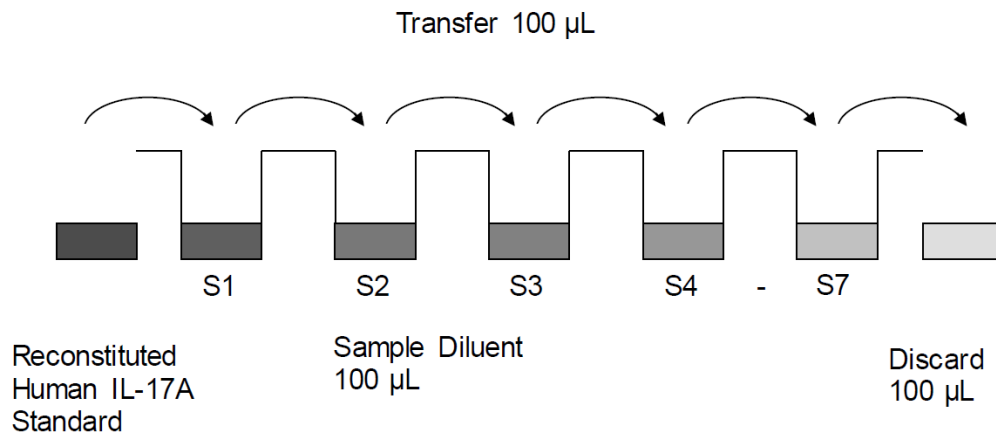 Transfer 100 µL
S1 S2 S3 S4 - S7
Reconstituted
Human IL-17A
Standard
Sample Diluent
100 µL
Discard
100 µL